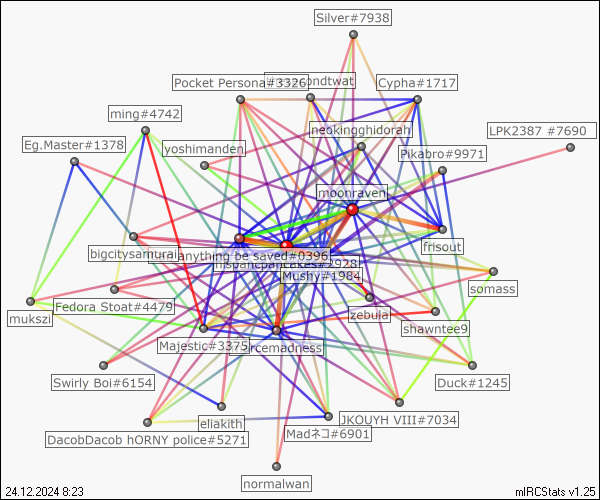 Silver#7938
Pocket Persona#3326
ondtwat
Cypha#1717
ming#4742
neokingghidorah
LPK2387 #7690
Eg.Master#1378
yoshimanden
Pikabro#9971
moonraven
frisout
bigcitysamurai
anything be saved#0396
Mushy#1984
somass
Fedora Stoat#4479
zebula
mukszi
shawntee9
Majestic#3375
rcemadness
Swirly Boi#6154
Duck#1245
eliakith
JKOUYH VIII#7034
DacobDacob hORNY police#5271
Madネコ#6901
normalwan
24.12.2024 8:23
mIRCStats v1.25